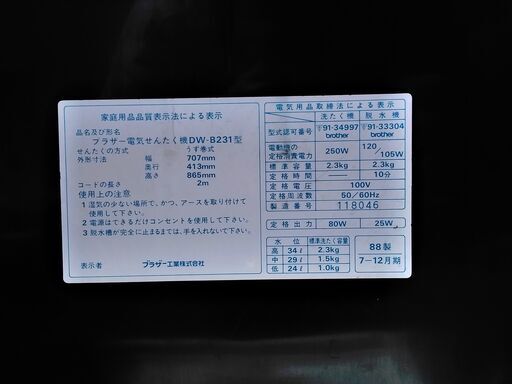 家庭用品品質表示法による表示
品名及び形名
ブラザー電気せんたく機DW-B231型
せんたくの方式 うず巻式
外形寸法 幅 707mm
奥行 413mm
高さ 865mm
コードの長さ 2m
使用上の注意
1 湿気の少ない場所で、かつ、アースを取り付けて使用して下さい。
2 電源はできるだけコンセントを使用して下さい。
3 脱水槽が完全に止まるまでは、手を入れないで下さい。
表示者 ブラザー工業株式会社
電気用品取締法による表示
洗たく機 脱水機
型式認可番号 91-34997 brother 91-33304 brother
電動機の定格消費電力 250W 120/105W
標準容量 2.3kg 2.3kg
定格時間 — 10分
定格電圧 100V
定格周波数 50/60Hz
製造番号 118046
定格出力 80W 25W
水位 標準洗たく容量
高 34ℓ 2.3kg
中 29ℓ 1.5kg
低 24ℓ 1.0kg
88製
7-12月期